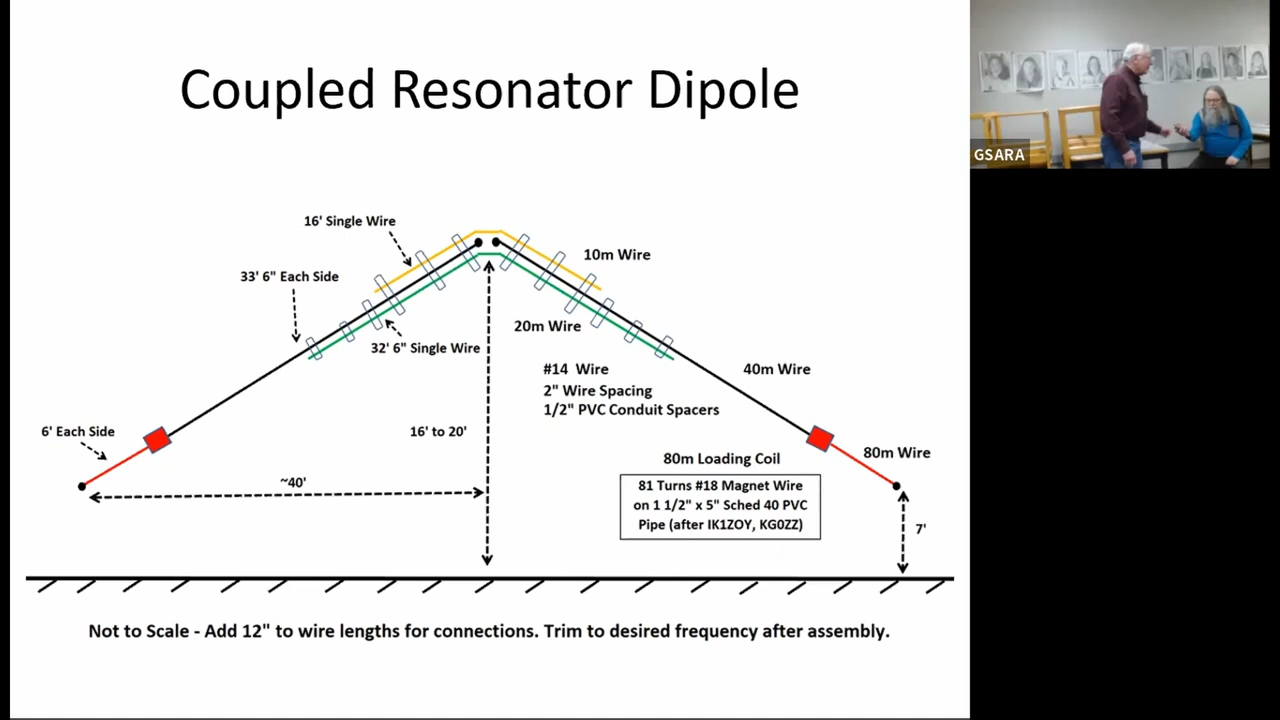 Coupled Resonator Dipole
GSARA
16' Single Wire
10m Wire
33' 6" Each Side
20m Wire
32' 6" Single Wire
#14 Wire
2" Wire Spacing
1/2" PVC Conduit Spacers
40m Wire
6' Each Side
16' to 20'
80m Wire
80m Loading Coil
~40'
81 Turns #18 Magnet Wire
on 1 1/2" x 5" Sched 40 PVC
Pipe (after IK1ZOY, KG0ZZ)
7'
Not to Scale - Add 12" to wire lengths for connections. Trim to desired frequency after assembly.